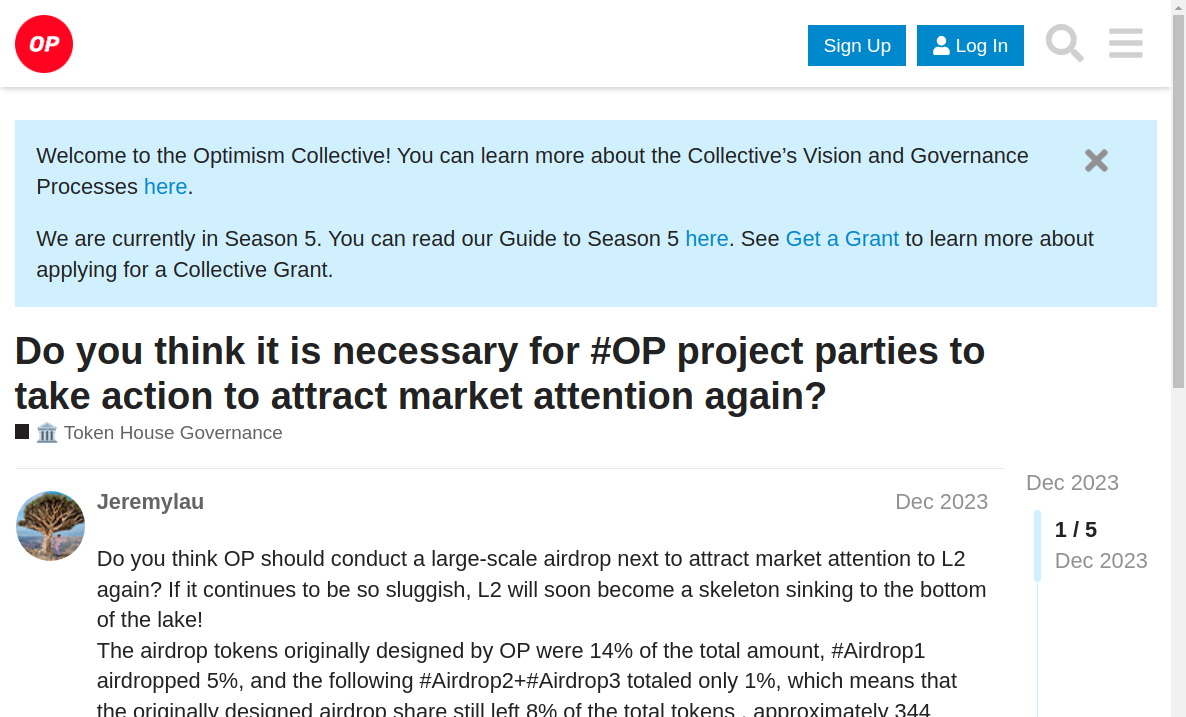 OP
Sign Up
Log In
Welcome to the Optimism Collective! You can learn more about the Collective’s Vision and Governance
Processes here.
We are currently in Season 5. You can read our Guide to Season 5 here. See Get a Grant to learn more about
applying for a Collective Grant.
Do you think it is necessary for #OP project parties to
take action to attract market attention again?
Token House Governance
Jeremylau
Dec 2023
Dec 2023
1 / 5
Dec 2023
Do you think OP should conduct a large-scale airdrop next to attract market attention to L2
again? If it continues to be so sluggish, L2 will soon become a skeleton sinking to the bottom
of the lake!
The airdrop tokens originally designed by OP were 14% of the total amount, #Airdrop1
airdropped 5%, and the following #Airdrop2+#Airdrop3 totaled only 1%, which means that
the originally designed airdrop share still left 8% of the total tokens , approximately 344